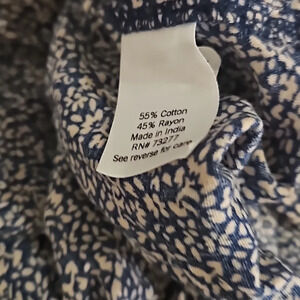 55% Cotton
45% Rayon
Made in India
RN# 73277
See reverse for care